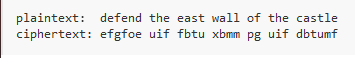 plaintext:  defend the east wall of the castle
ciphertext: efgfoe uif fbtu xbmm pg uif dbtumf